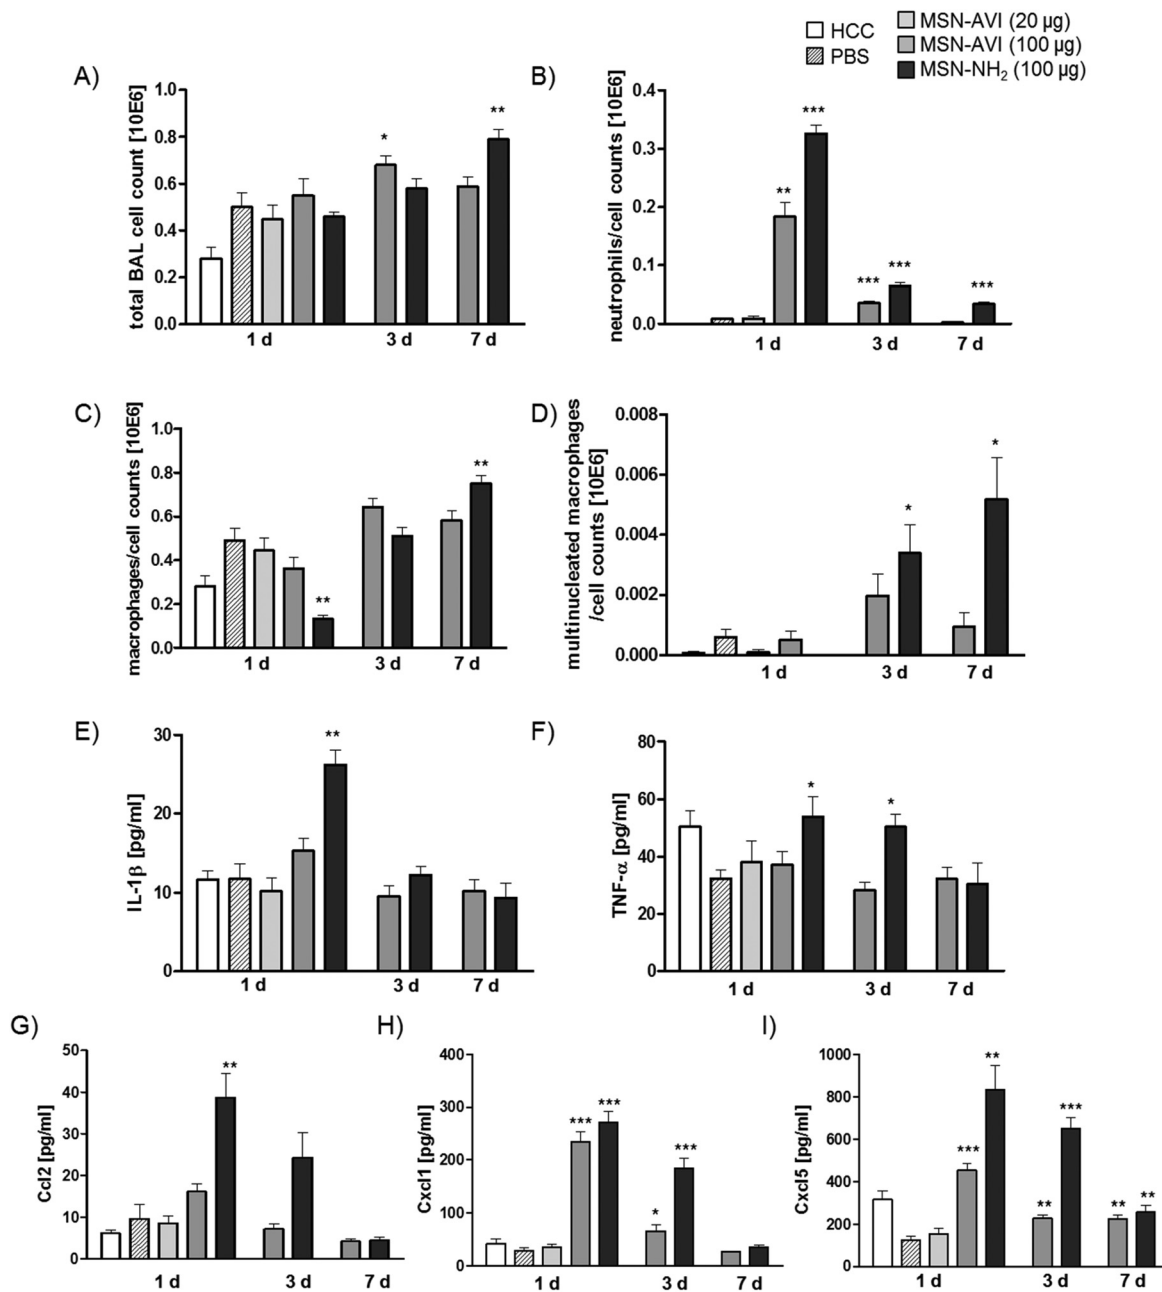 HCC
PBS
MSN-AVI (20 µg)
MSN-AVI (100 µg)
MSN-NH₂ (100 µg)
A)
total BAL cell count [10E6]
1.0
0.8
0.6
0.4
0.2
0.0
*
**
1 d
3 d
7 d
B)
neutrophils/cell counts [10E6]
0.4
0.3
0.2
0.1
0.0
**
***
***
***
***
1 d
3 d
7 d
C)
macrophages/cell counts [10E6]
1.0
0.8
0.6
0.4
0.2
0.0
**
**
1 d
3 d
7 d
D)
multinucleated macrophages
/cell counts [10E6]
0.008
0.006
0.004
0.002
0.000
*
*
1 d
3 d
7 d
E)
IL-1β [pg/ml]
30
20
10
0
**
1 d
3 d
7 d
F)
TNF-α [pg/ml]
80
60
40
20
0
*
*
1 d
3 d
7 d
G)
Ccl2 [pg/ml]
50
40
30
20
10
0
**
1 d
3 d
7 d
H)
Cxcl1 [pg/ml]
400
300
200
100
0
***
***
*
***
1 d
3 d
7 d
I)
Cxcl5 [pg/ml]
1000
800
600
400
200
0
***
**
**
***
**
**
1 d
3 d
7 d